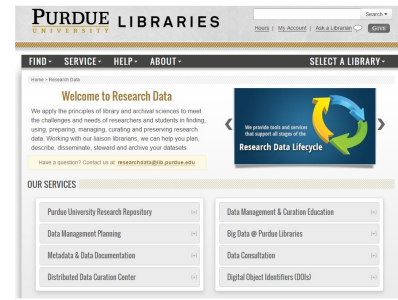 PURDUE LIBRARIES
UNIVERSITY
Search
Hours | My Account | Ask a Librarian GIVE
FIND SERVICE HELP ABOUT SELECT A LIBRARY
Home > Research Data
Welcome to Research Data
We apply the principles of library and archival sciences to meet
the challenges and needs of researchers and students in finding,
using, preparing, managing, curating and preserving research
data. Working with our liaison librarians, we can help you plan,
describe, disseminate, steward and archive your datasets.
Have a question? Contact us at: researchdata@lib.purdue.edu
We provide tools and services
that support all stages of the
Research Data Lifecycle
OUR SERVICES
Purdue University Research Repository [+]
Data Management Planning [+]
Metadata & Data Documentation [+]
Distributed Data Curation Center [+]
Data Management & Curation Education [+]
Big Data @ Purdue Libraries [+]
Data Consultation [+]
Digital Object Identifiers (DOIs) [+]